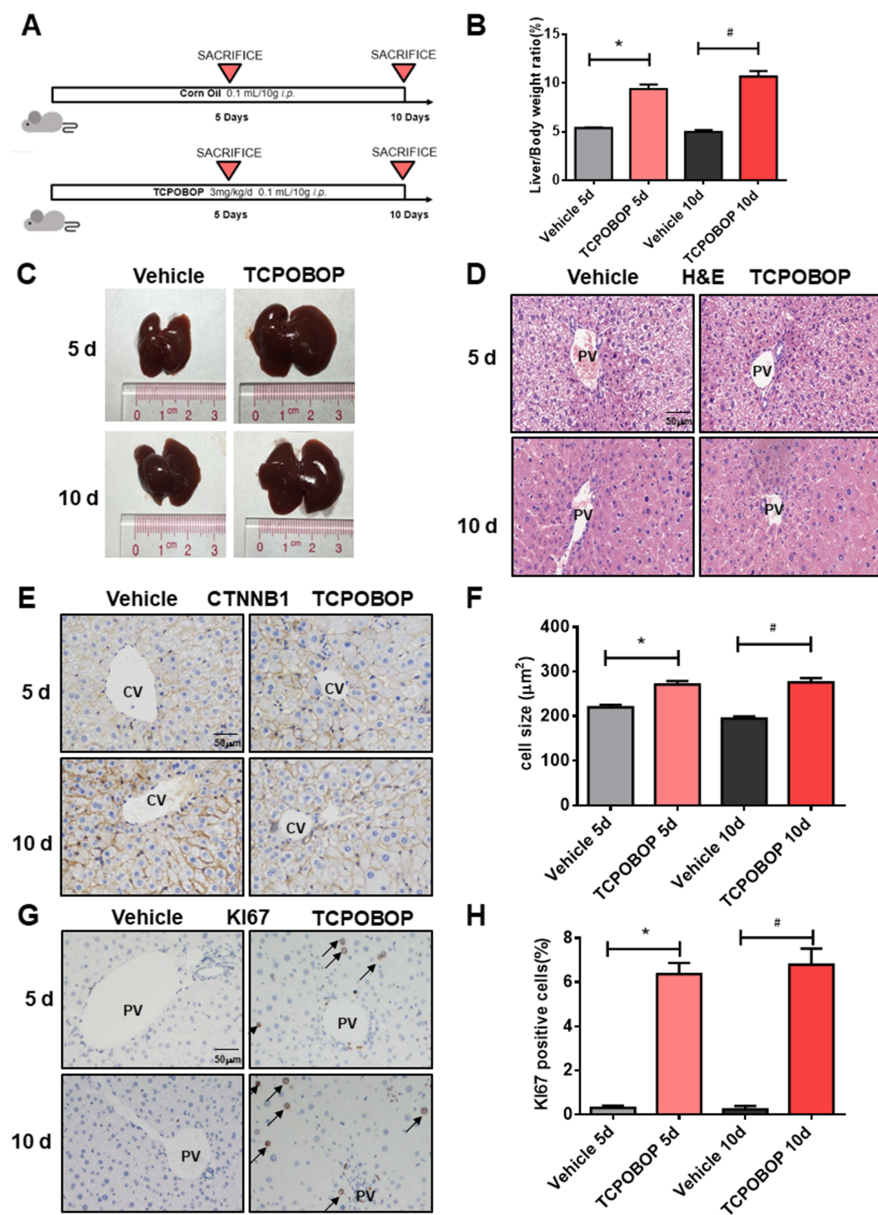 A
SACRIFICE SACRIFICE
Corn Oil 0.1 mL/10g i.p.
5 Days 10 Days
SACRIFICE SACRIFICE
TCPOBOP 3mg/kg/d 0.1 mL/10g i.p.
5 Days 10 Days
B
Liver/Body weight ratio(%)
15
10
5
0
* #
Vehicle 5d
TCPOBOP 5d
Vehicle 10d
TCPOBOP 10d
C
Vehicle TCPOBOP
5 d
0 1 cm 2 3
0 1 cm 2 3
10 d
0 1 cm 2 3
0 1 cm 2 3
D
Vehicle H&E TCPOBOP
5 d
PV PV
50μm
10 d
PV PV
E
Vehicle CTNNB1 TCPOBOP
5 d
CV CV
50μm
10 d
CV CV
F
cell size (μm²)
400
300
200
100
0
* #
Vehicle 5d
TCPOBOP 5d
Vehicle 10d
TCPOBOP 10d
G
Vehicle KI67 TCPOBOP
5 d
PV PV
50μm
10 d
PV PV
H
KI67 positive cells(%)
8
6
4
2
0
* #
Vehicle 5d
TCPOBOP 5d
Vehicle 10d
TCPOBOP 10d